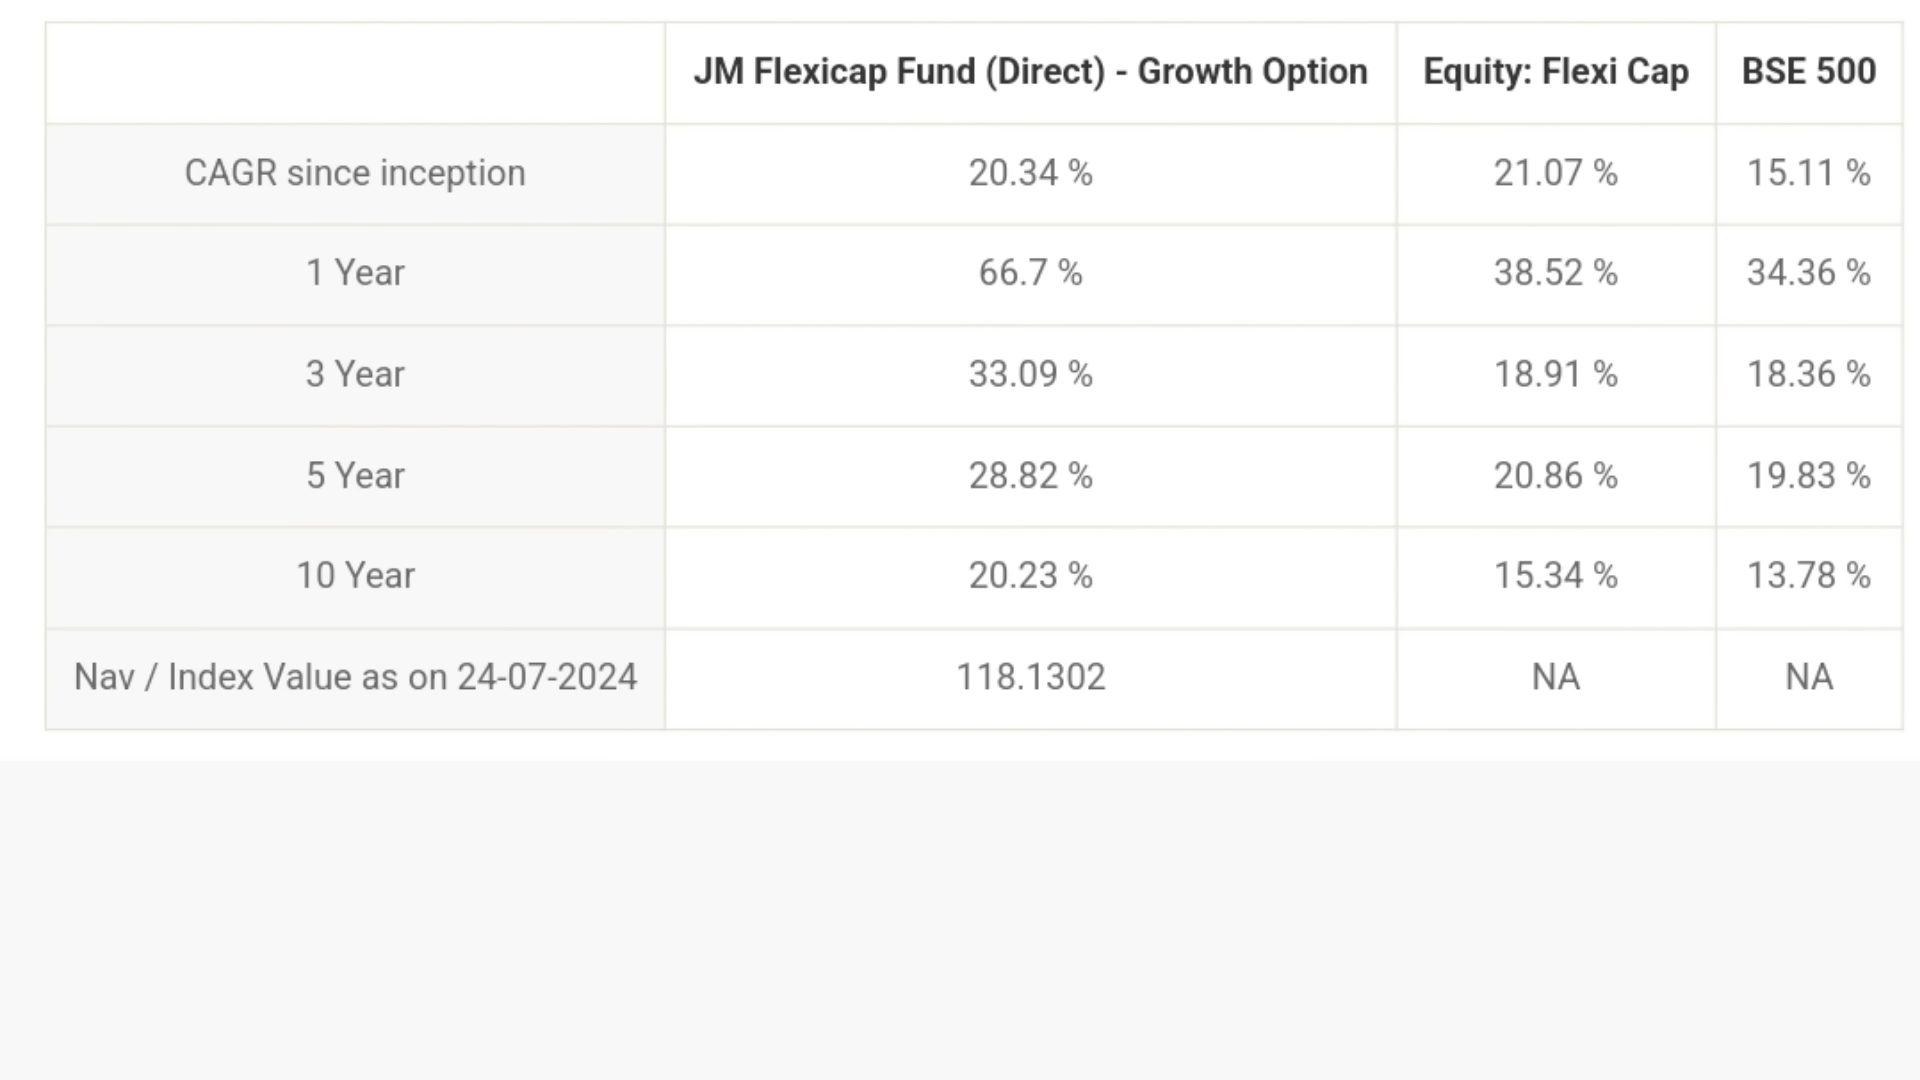 JM Flexicap Fund (Direct) - Growth Option Equity: Flexi Cap BSE 500
CAGR since inception 20.34 % 21.07 % 15.11 %
1 Year 66.7 % 38.52 % 34.36 %
3 Year 33.09 % 18.91 % 18.36 %
5 Year 28.82 % 20.86 % 19.83 %
10 Year 20.23 % 15.34 % 13.78 %
Nav / Index Value as on 24-07-2024 118.1302 NA NA